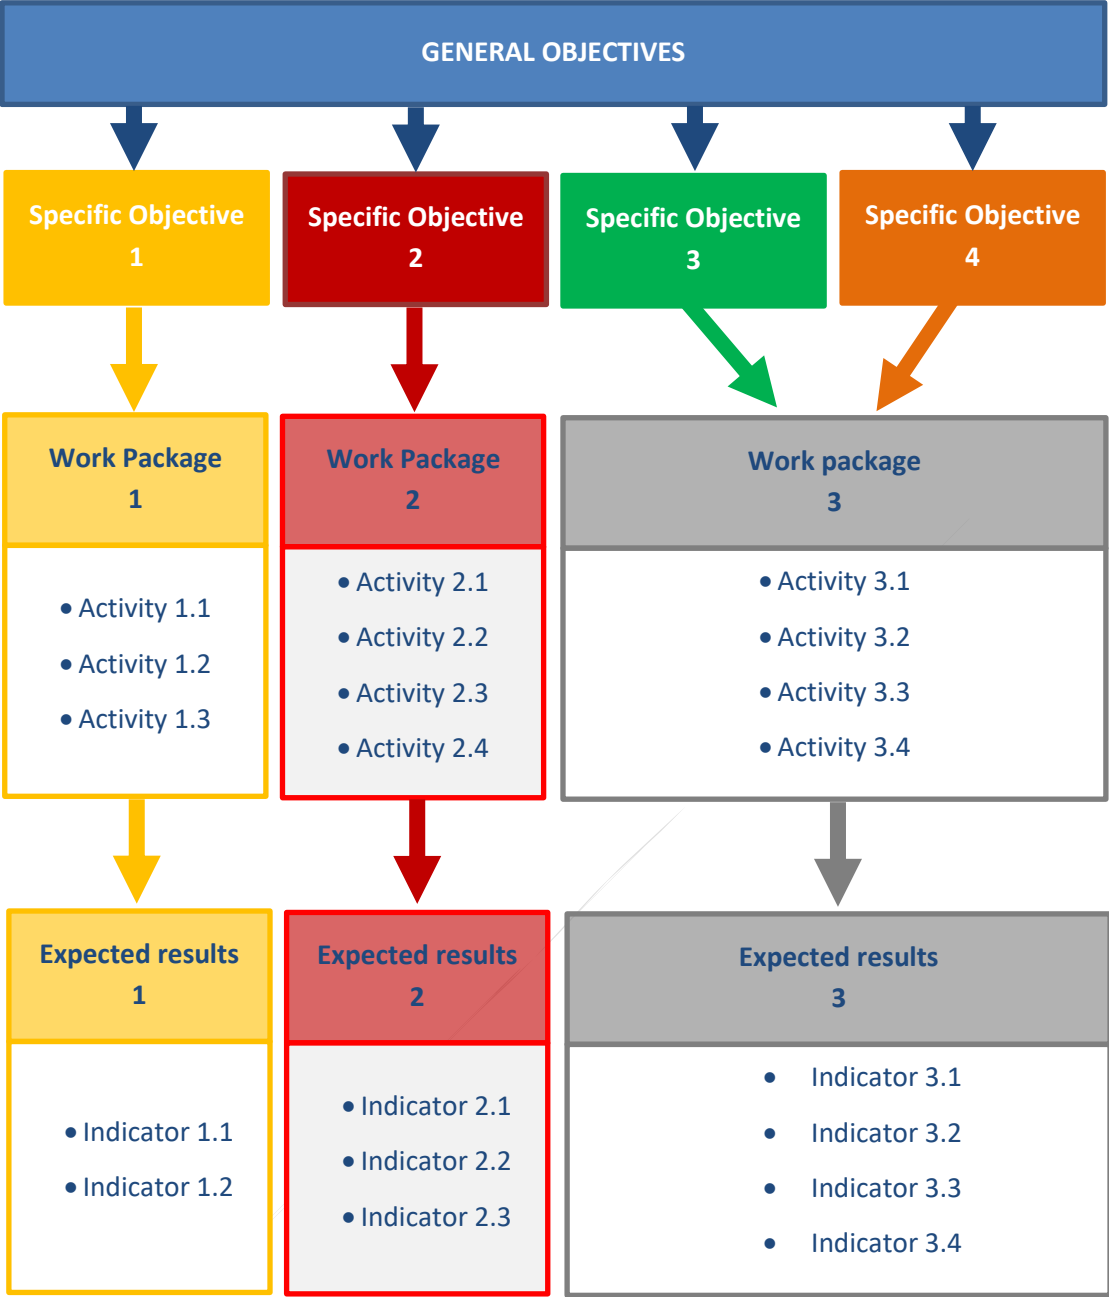 GENERAL OBJECTIVES
Specific Objective
1
Specific Objective
2
Specific Objective
3
Specific Objective
4
Work Package
1
• Activity 1.1
• Activity 1.2
• Activity 1.3
Work Package
2
• Activity 2.1
• Activity 2.2
• Activity 2.3
• Activity 2.4
Work package
3
• Activity 3.1
• Activity 3.2
• Activity 3.3
• Activity 3.4
Expected results
1
• Indicator 1.1
• Indicator 1.2
Expected results
2
• Indicator 2.1
• Indicator 2.2
• Indicator 2.3
Expected results
3
• Indicator 3.1
• Indicator 3.2
• Indicator 3.3
• Indicator 3.4